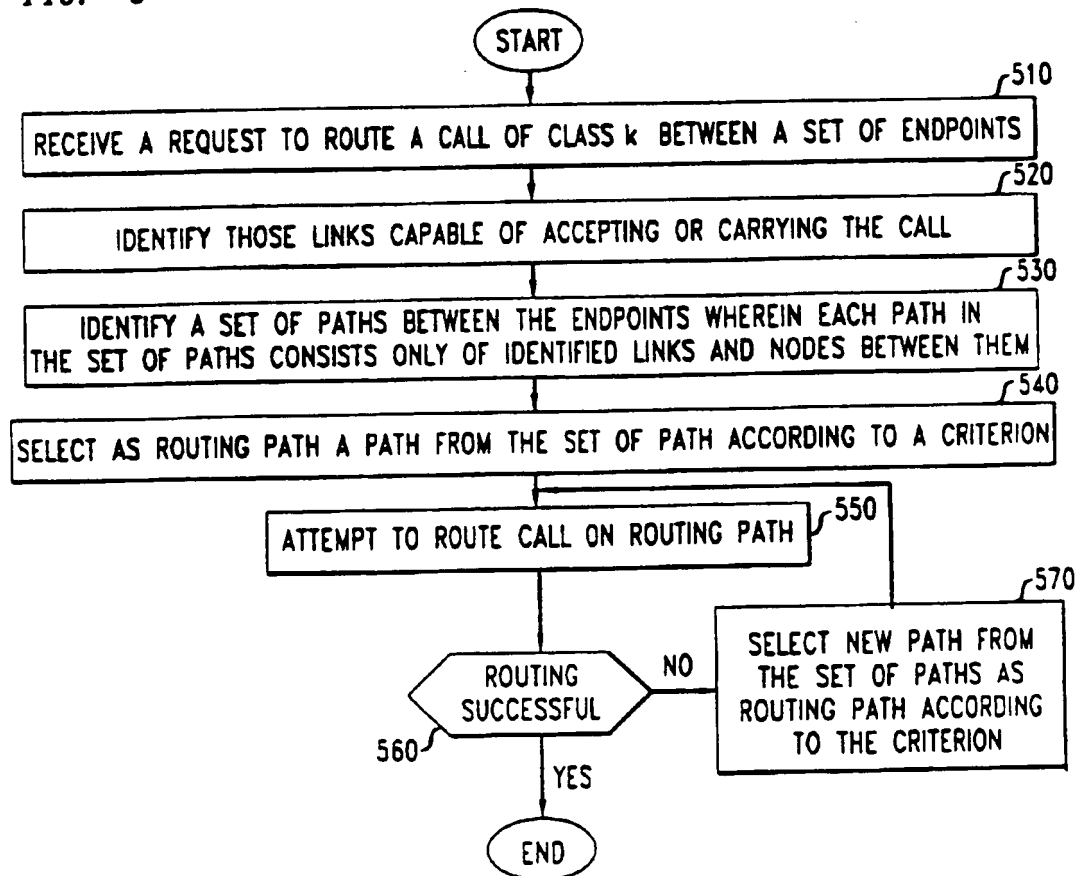 FIG.
START
510
RECEIVE A REQUEST TO ROUTE A CALL OF CLASS k BETWEEN A SET OF ENDPOINTS
520
IDENTIFY THOSE LINKS CAPABLE OF ACCEPTING OR CARRYING THE CALL
530
IDENTIFY A SET OF PATHS BETWEEN THE ENDPOINTS WHEREIN EACH PATH IN
THE SET OF PATHS CONSISTS ONLY OF IDENTIFIED LINKS AND NODES BETWEEN THEM
540
SELECT AS ROUTING PATH A PATH FROM THE SET OF PATH ACCORDING TO A CRITERION
ATTEMPT TO ROUTE CALL ON ROUTING PATH
550
570
SELECT NEW PATH FROM
THE SET OF PATHS AS
ROUTING PATH ACCORDING
TO THE CRITERION
NO
ROUTING
SUCCESSFUL
560
YES
END